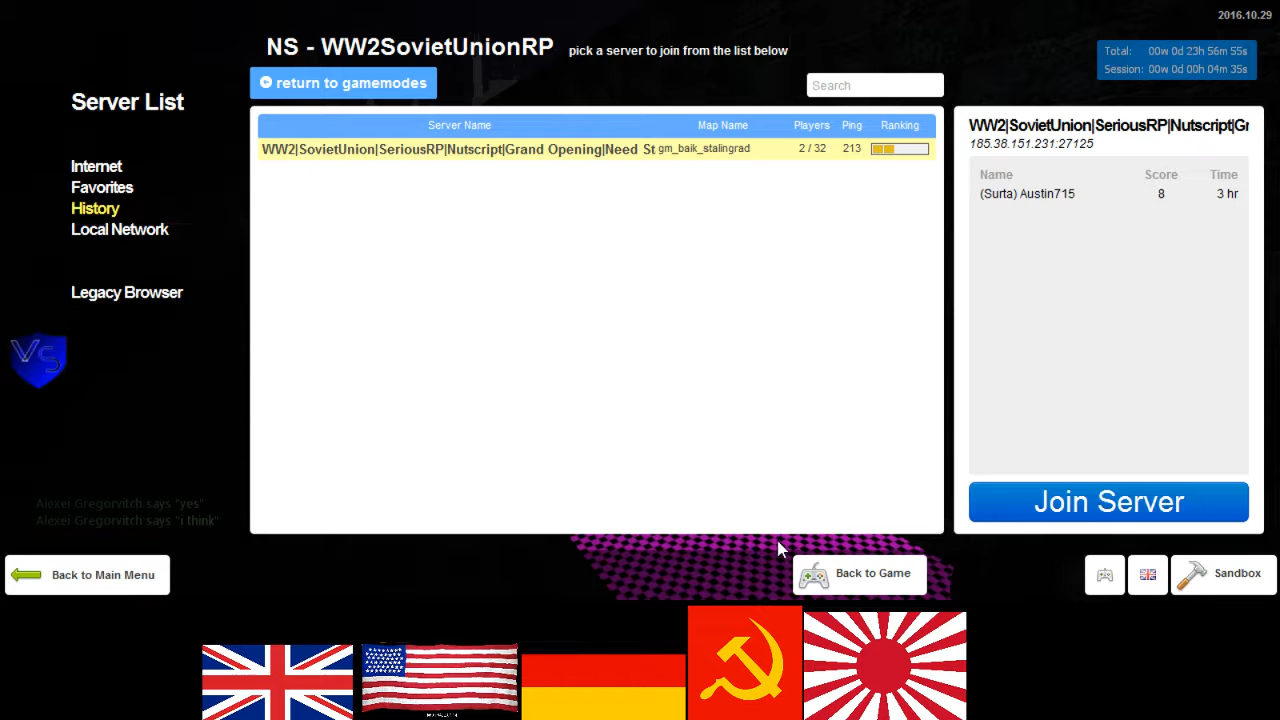 2016.10.29
NS - WW2SovietUnionRP pick a server to join from the list below
Total: 00w 0d 23h 56m 55s
Session: 00w 0d 00h 04m 35s
return to gamemodes
Search
Server List
Internet
Favorites
History
Local Network
Legacy Browser
VS
Server Name Map Name Players Ping Ranking
WW2|SovietUnion|SeriousRP|Nutscript|Grand Opening|Need St gm_baik_stalingrad 2 / 32 213
WW2|SovietUnion|SeriousRP|Nutscript|Gr
185.38.151.231:27125
Name Score Time
(Surta) Austin715 8 3 hr
Join Server
Alexei Gregorvitch says "yes"
Alexei Gregorvitch says "i think"
Back to Main Menu
Back to Game
Sandbox